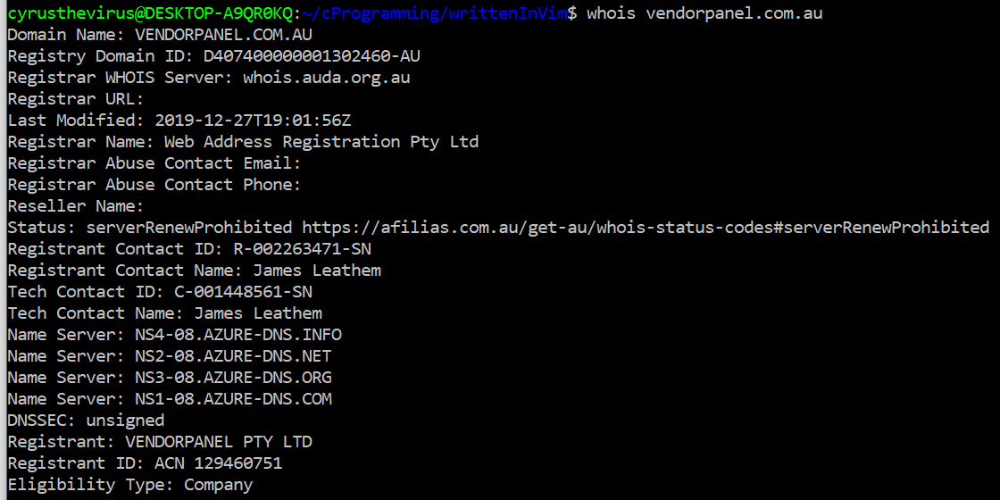 cyrusthevirus@DESKTOP-A9QR0KQ:~/cProgramming/writtenInVim$ whois vendorpanel.com.au
Domain Name: VENDORPANEL.COM.AU
Registry Domain ID: D407400000001302460-AU
Registrar WHOIS Server: whois.auda.org.au
Registrar URL:
Last Modified: 2019-12-27T19:01:56Z
Registrar Name: Web Address Registration Pty Ltd
Registrar Abuse Contact Email:
Registrar Abuse Contact Phone:
Reseller Name:
Status: serverRenewProhibited https://afilias.com.au/get-au/whois-status-codes#serverRenewProhibited
Registrant Contact ID: R-002263471-SN
Registrant Contact Name: James Leathem
Tech Contact ID: C-001448561-SN
Tech Contact Name: James Leathem
Name Server: NS4-08.AZURE-DNS.INFO
Name Server: NS2-08.AZURE-DNS.NET
Name Server: NS3-08.AZURE-DNS.ORG
Name Server: NS1-08.AZURE-DNS.COM
DNSSEC: unsigned
Registrant: VENDORPANEL PTY LTD
Registrant ID: ACN 129460751
Eligibility Type: Company